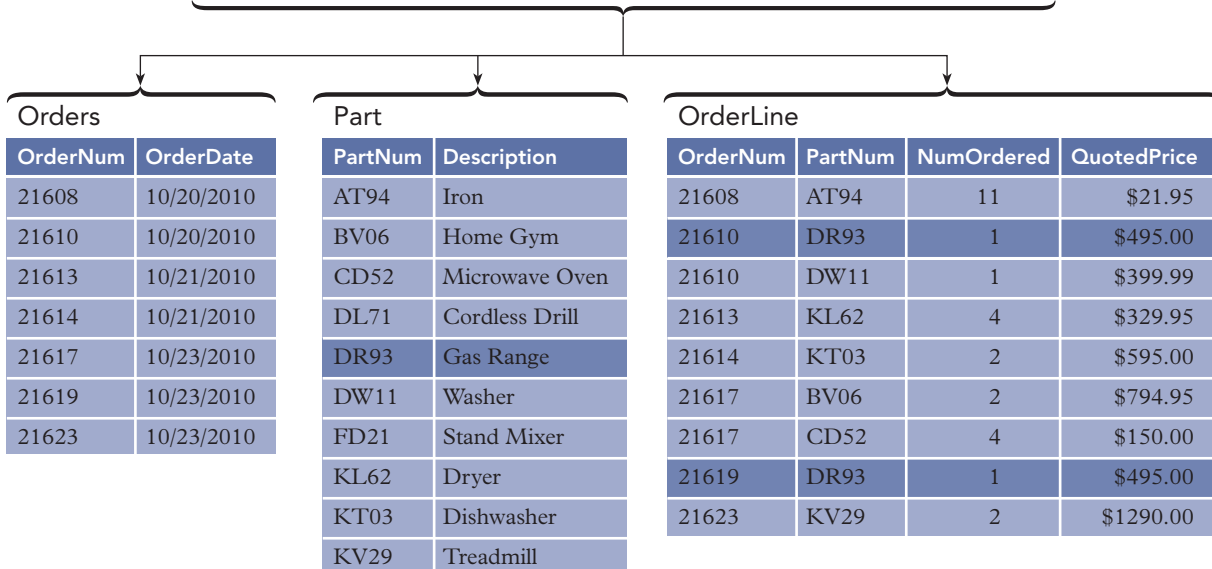 Orders
OrderNum OrderDate
21608 10/20/2010
21610 10/20/2010
21613 10/21/2010
21614 10/21/2010
21617 10/23/2010
21619 10/23/2010
21623 10/23/2010
Part
PartNum Description
AT94 Iron
BV06 Home Gym
CD52 Microwave Oven
DL71 Cordless Drill
DR93 Gas Range
DW11 Washer
FD21 Stand Mixer
KL62 Dryer
KT03 Dishwasher
KV29 Treadmill
OrderLine
OrderNum PartNum NumOrdered QuotedPrice
21608 AT94 11 $21.95
21610 DR93 1 $495.00
21610 DW11 1 $399.99
21613 KL62 4 $329.95
21614 KT03 2 $595.00
21617 BV06 2 $794.95
21617 CD52 4 $150.00
21619 DR93 1 $495.00
21623 KV29 2 $1290.00